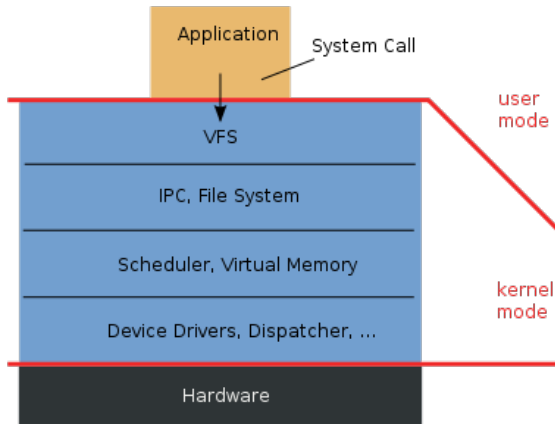 Application
System Call
user
mode
VFS
IPC, File System
Scheduler, Virtual Memory
kernel
mode
Device Drivers, Dispatcher, ...
Hardware